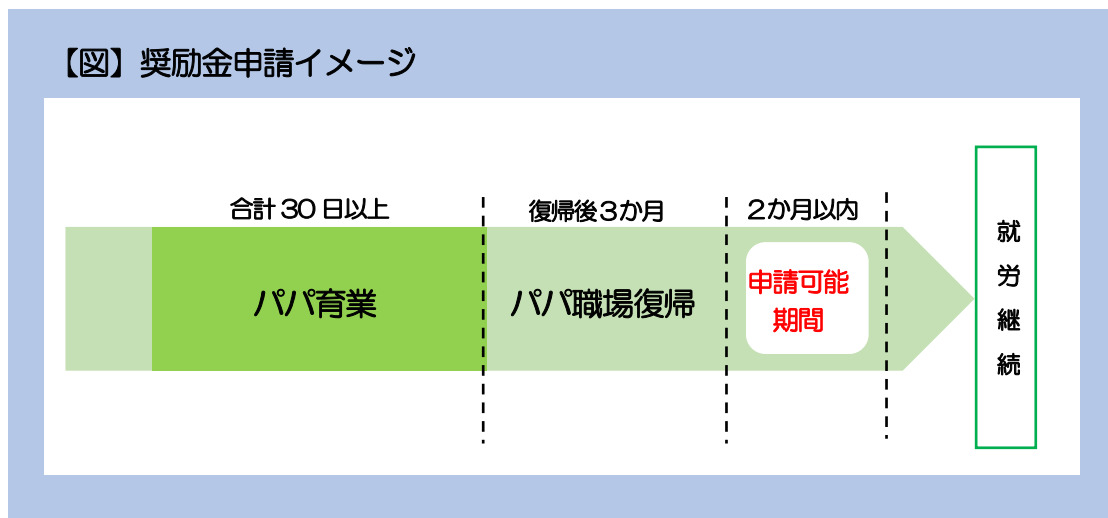 【図】奨励金申請イメージ
合計30日以上
復帰後3か月
2か月以内
パパ育業
パパ職場復帰
申請可能
期間
就
労
継
続